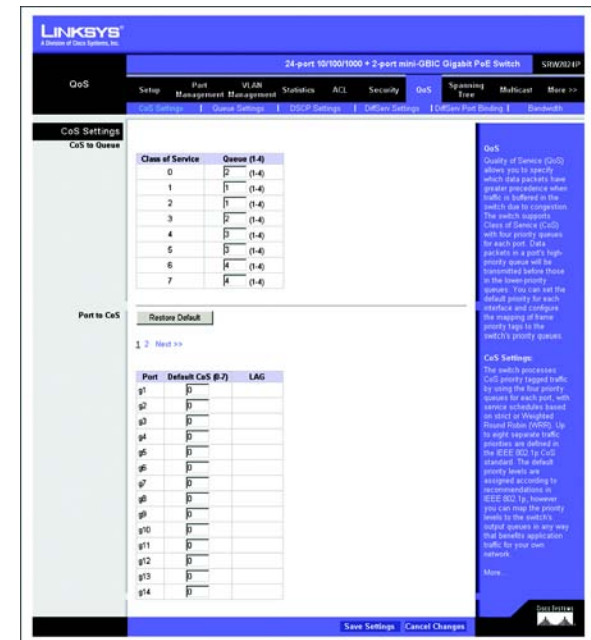 LINKSYS®
A Division of Cisco Systems, Inc.
24-port 10/100/1000 + 2-port mini-GBIC Gigabit PoE Switch SRW2024P
QoS
Setup Port Management VLAN Management Statistics ACL Security QoS Spanning Tree Multicast More >>
CoS Settings | Queue Settings | DSCP Settings | DiffServ Settings | DiffServ Port Binding | Bandwidth
CoS Settings
CoS to Queue
Class of Service Queue (1-4)
0 2 (1-4)
1 1 (1-4)
2 1 (1-4)
3 2 (1-4)
4 3 (1-4)
5 3 (1-4)
6 4 (1-4)
7 4 (1-4)
Port to CoS
Restore Default
1 2 Next >>
Port Default CoS (0-7) LAG
g1 0
g2 0
g3 0
g4 0
g5 0
g6 0
g7 0
g8 0
g9 0
g10 0
g11 0
g12 0
g13 0
g14 0
QoS
Quality of Service (QoS)
allows you to specify
which data packets have
greater precedence when
traffic is buffered in the
switch due to congestion.
The switch supports
Class of Service (CoS)
with four priority queues
for each port. Data
packets in a port's high-
priority queue will be
transmitted before those
in the lower-priority
queues. You can set the
default priority for each
interface and configure
the mapping of frame
priority tags to the
switch's priority queues.
CoS Settings:
The switch processes
CoS priority tagged traffic
by using the four priority
queues for each port, with
service schedules based
on strict or Weighted
Round Robin (WRR). Up
to eight separate traffic
priorities are defined in
the IEEE 802.1p CoS
standard. The default
priority levels are
assigned according to
recommendations in
IEEE 802.1p, however
you can map the priority
levels to the switch's
output queues in any way
that benefits application
traffic for your own
network.
More...
Save Settings Cancel Changes
Cisco Systems